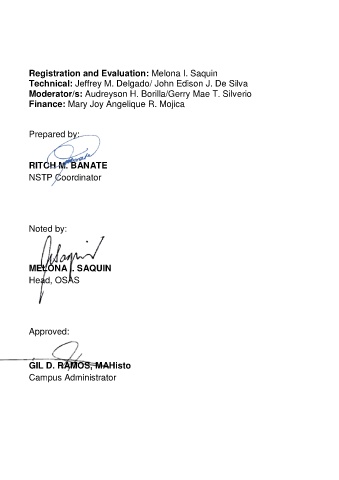 Registration and Evaluation: Melona I. Saquin
Technical: Jeffrey M. Delgado/ John Edison J. De Silva
Moderator/s: Audreyson H. Borilla/Gerry Mae T. Silverio
Finance: Mary Joy Angelique R. Mojica
Prepared by:
RITCH M. BANATE
NSTP Coordinator
Noted by:
MELONA I. SAQUIN
Head, OSAS
Approved:
GIL D. RAMOS, MAHisto
Campus Administrator